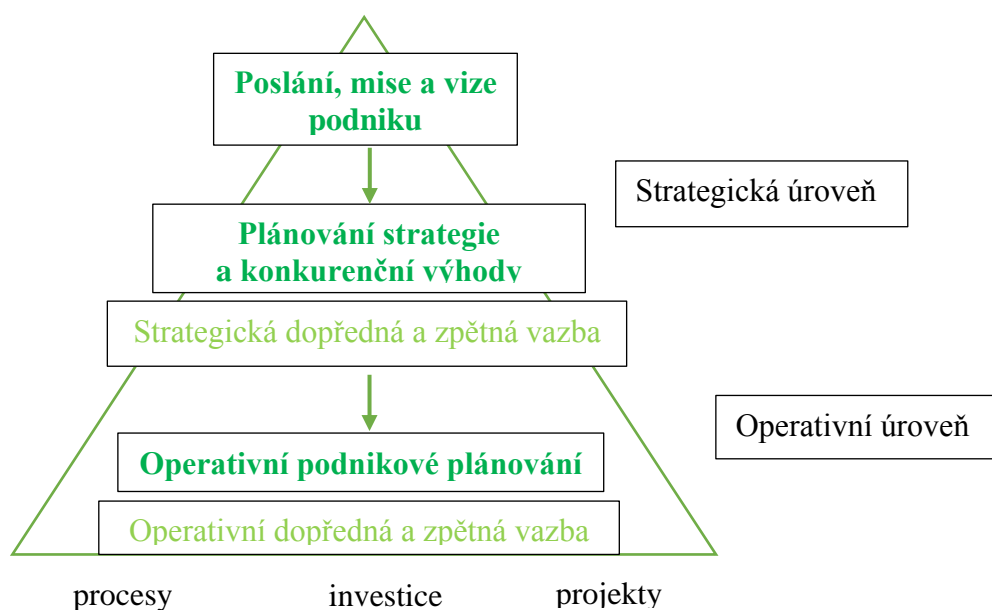 Poslání, mise a vize
podniku
Strategická úroveň
Plánování strategie
a konkurenční výhody
Strategická dopředná a zpětná vazba
Operativní úroveň
Operativní podnikové plánování
Operativní dopředná a zpětná vazba
procesy investice projekty